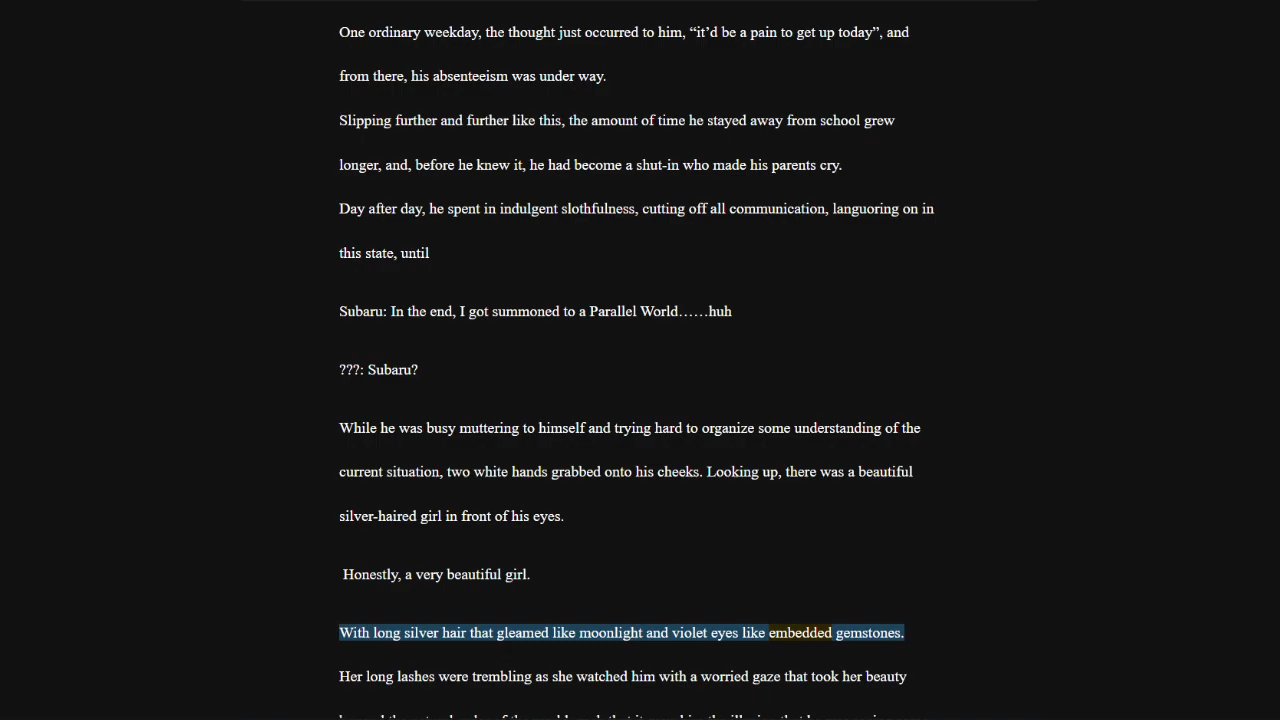 One ordinary weekday, the thought just occurred to him, “it’d be a pain to get up today”, and
from there, his absenteeism was under way.
Slipping further and further like this, the amount of time he stayed away from school grew
longer, and, before he knew it, he had become a shut-in who made his parents cry.
Day after day, he spent in indulgent slothfulness, cutting off all communication, languoring on in
this state, until
Subaru: In the end, I got summoned to a Parallel World……huh
???: Subaru?
While he was busy muttering to himself and trying hard to organize some understanding of the
current situation, two white hands grabbed onto his cheeks. Looking up, there was a beautiful
silver-haired girl in front of his eyes.
Honestly, a very beautiful girl.
With long silver hair that gleamed like moonlight and violet eyes like embedded gemstones.
Her long lashes were trembling as she watched him with a worried gaze that took her beauty